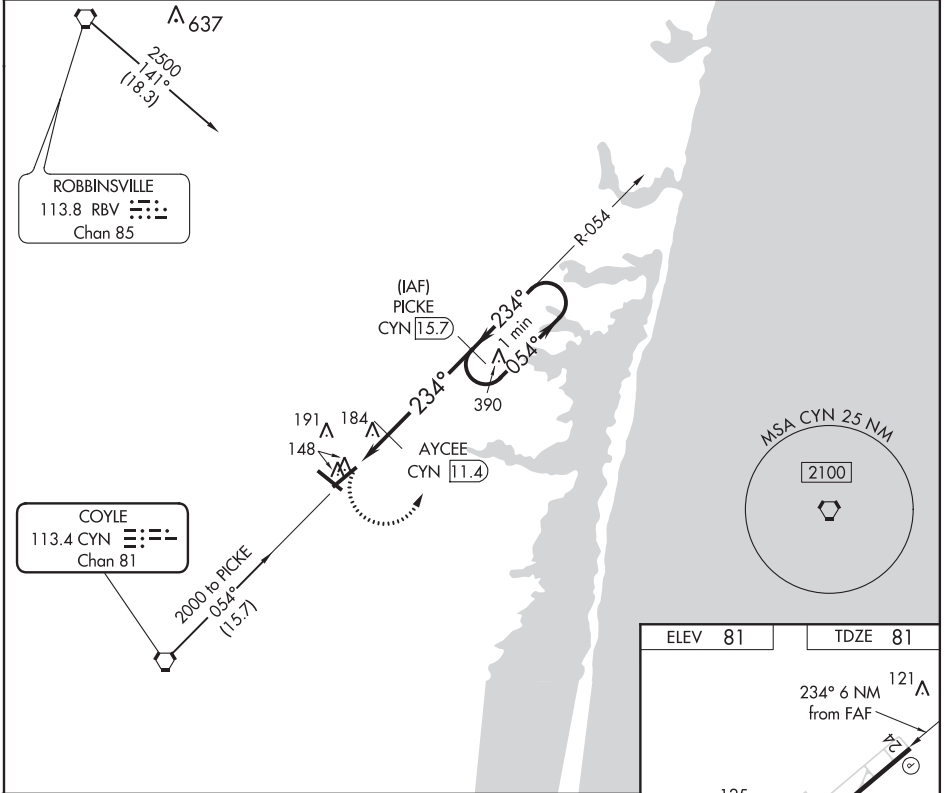 637
2500
141°
(18.3)
ROBBINSVILLE
113.8 RBV
Chan 85
R-054
(IAF)
PICKE
CYN 15.7
234°
1 min
054°
390
234°
191
184
148
AYCEE
CYN 11.4
MSA CYN 25 NM
2100
COYLE
113.4 CYN
Chan 81
2000 to PICKE
054°
(15.7)
ELEV 81
TDZE 81
234° 6 NM
from FAF
121
24
P